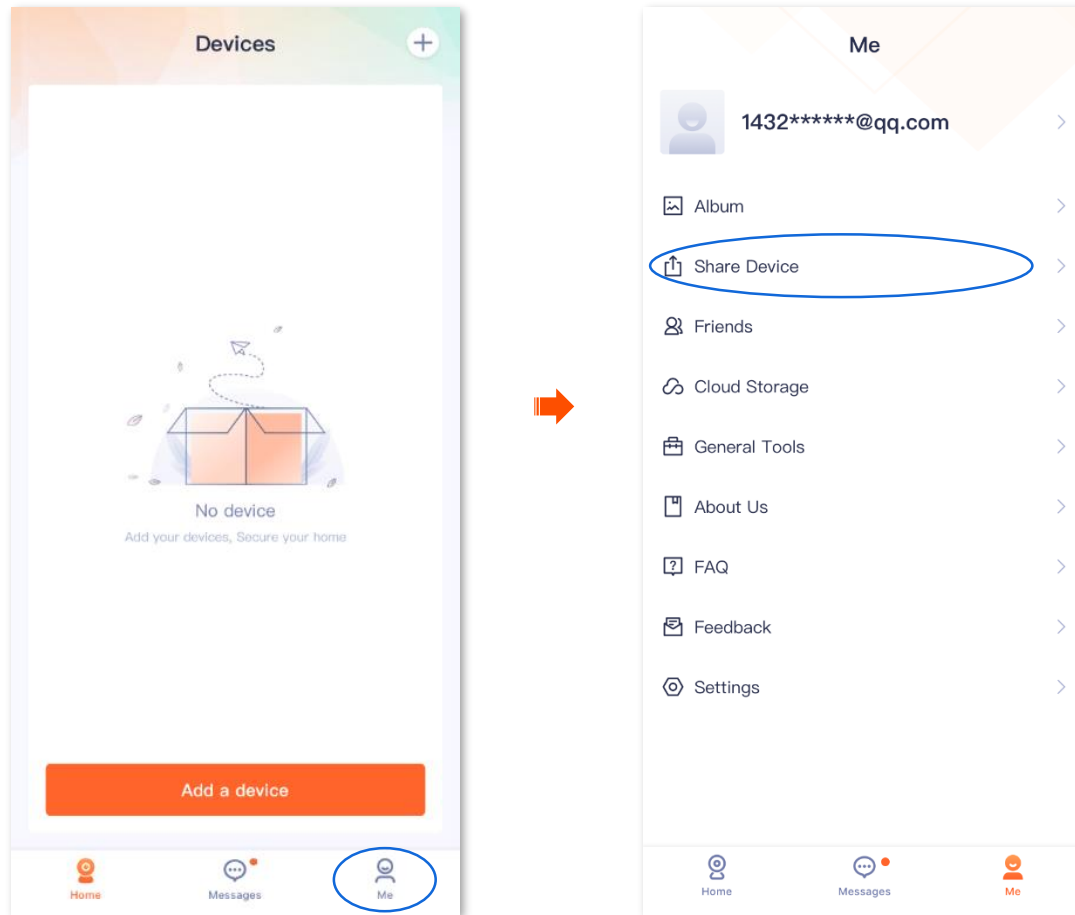 Devices
No device
Add your devices, Secure your home
Add a device
Home
Messages
Me
Me
1432******@qq.com
Album
Share Device
Friends
Cloud Storage
General Tools
About Us
FAQ
Feedback
Settings
Home
Messages
Me